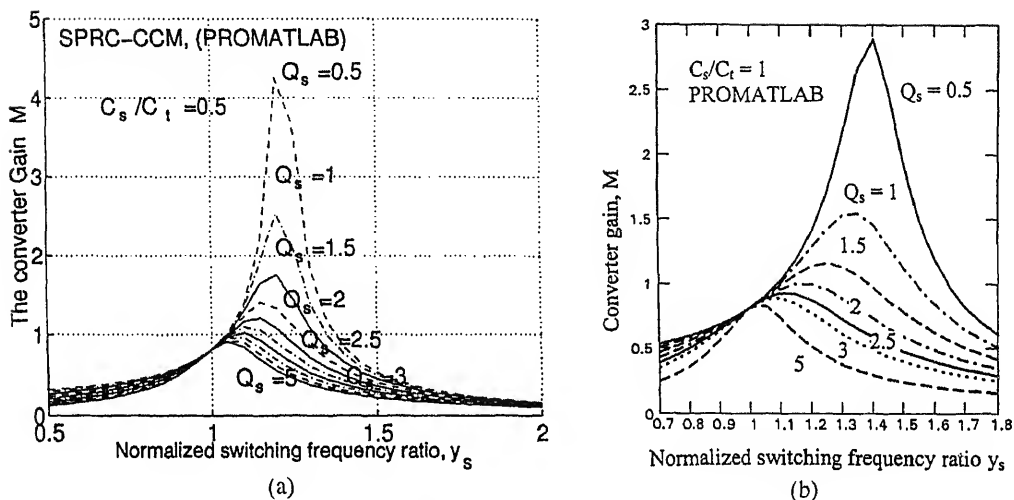 SPRC-CCM, (PROMATLAB)
Q_s =0.5
C_s /C_t =0.5
Q_s =1
Q_s =1.5
Q_s =2
Q_s =2.5
Q_s =3
Q_s =5
The converter Gain M
5
4
3
2
1
0
0.5
1
1.5
2
Normalized switching frequency ratio, y_s
(a)
C_s/C_t = 1
PROMATLAB
Q_s = 0.5
Q_s = 1
1.5
2
2.5
3
5
Converter gain, M
3
2.5
2
1.5
1
0.5
0
0.7 0.8 0.9 1 1.1 1.2 1.3 1.4 1.5 1.6 1.7 1.8
Normalized switching frequency ratio y_s
(b)